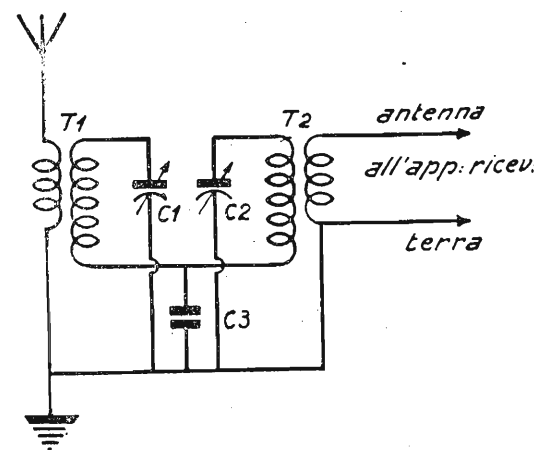 T1
T2
antenna
all'app: ricev.
C1
C2
terra
C3